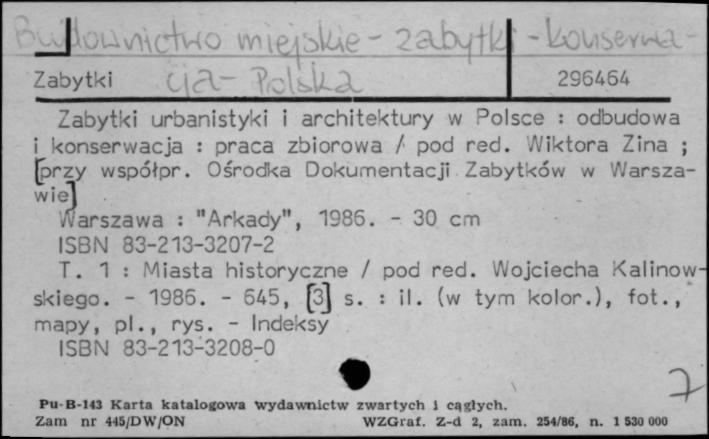 Budownictwo miejskie - zabytki - konserwa-
cja - Polska
Zabytki
296464
Zabytki urbanistyki i architektury w Polsce : odbudowa
i konserwacja : praca zbiorowa / pod red. Wiktora Zina ;
[przy współpr. Ośrodka Dokumentacji Zabytków w Warsza-
wie]
Warszawa : "Arkady", 1986. - 30 cm
ISBN 83-213-3207-2
T. 1 : Miasta historyczne / pod red. Wojciecha Kalinow-
skiego. - 1986. - 645, [3] s. : il. (w tym kolor.), fot.,
mapy, pl., rys. - Indeksy
ISBN 83-213-3208-0
7
Pu-B-143 Karta katalogowa wydawnictw zwartych i ciągłych.
Zam nr 445/DW/ON WZGraf. Z-d 2, zam. 254/86, n. 1 530 000